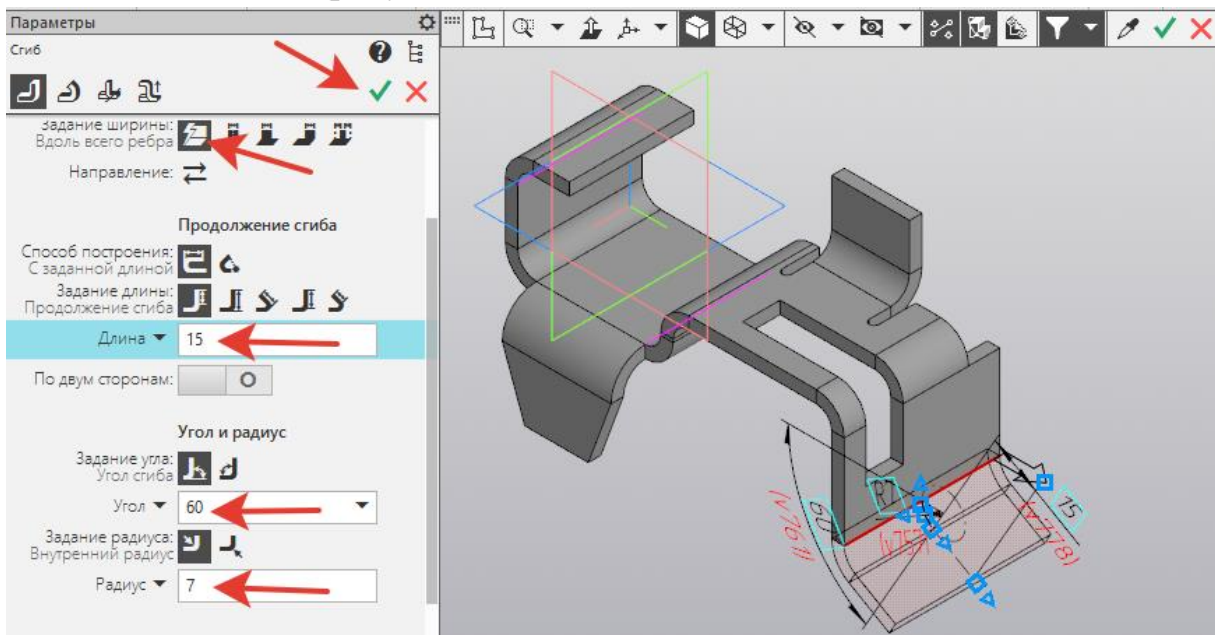 Параметры
Сгиб
Задание ширины:
Вдоль всего ребра
Направление:
Продолжение сгиба
Способ построения:
С заданной длиной
Задание длины:
Продолжение сгиба
Длина 15
По двум сторонам:
Угол и радиус
Задание угла:
Угол сгиба
Угол 60
Задание радиуса:
Внутренний радиус
Радиус 7
60
(v761)
15
(v778)